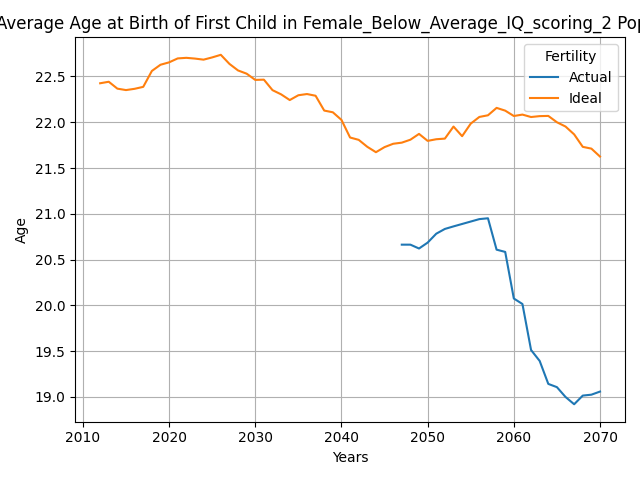 Average Age at Birth of First Child in Female_Below_Average_IQ_scoring_2
Fertility
Actual
Ideal
22.5
22.0
21.5
21.0
20.5
20.0
19.5
19.0
Age
2010 2020 2030 2040 2050 2060 2070
Years